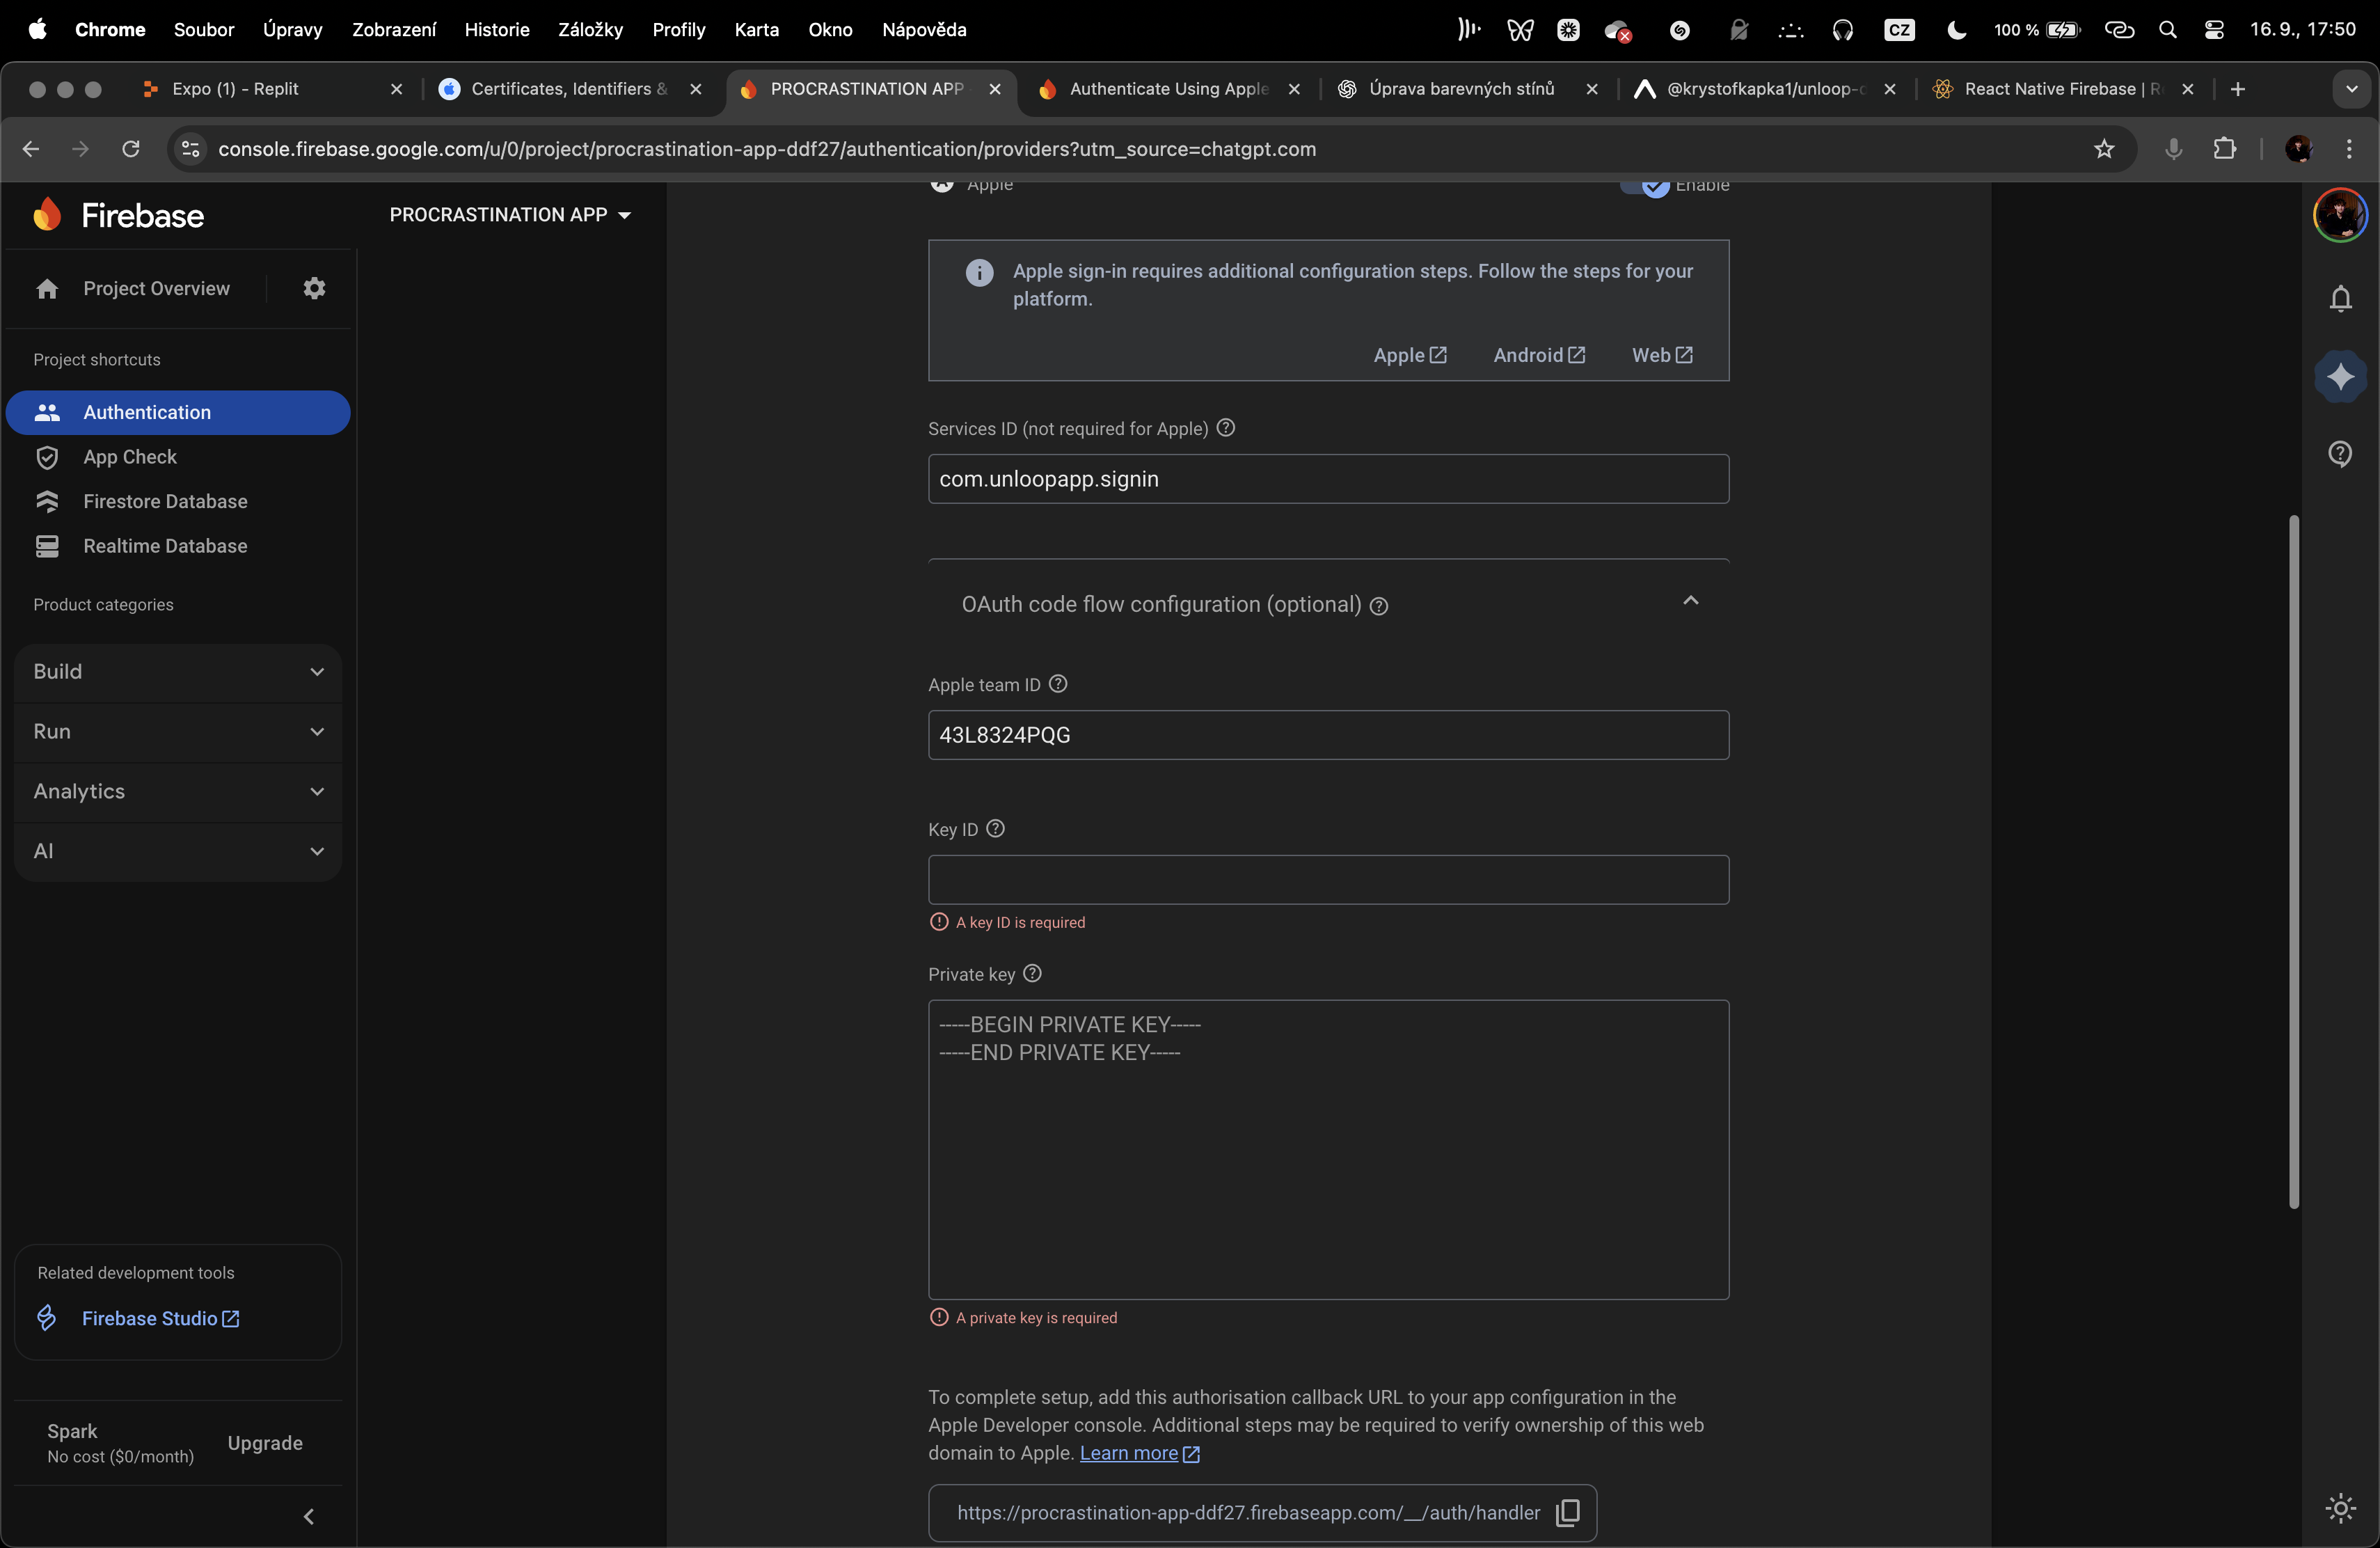 Chrome Soubor Úpravy Zobrazení Historie Záložky Profily Karta Okno Nápověda CZ 100 % 16. 9., 17:50
Expo (1) - Replit
Certificates, Identifiers &
PROCRASTINATION APP
Authenticate Using Apple
Úprava barevných stínů
@krystofkapka1/unloop-
React Native Firebase |
console.firebase.google.com/u/0/project/procrastination-app-ddf27/authentication/providers?utm_source=chatgpt.com
Firebase
PROCRASTINATION APP
Project Overview
Project shortcuts
Authentication
App Check
Firestore Database
Realtime Database
Product categories
Build
Run
Analytics
AI
Related development tools
Firebase Studio
Spark
No cost ($0/month)
Upgrade
Apple
Enable
Apple sign-in requires additional configuration steps. Follow the steps for your
platform.
Apple Android Web
Services ID (not required for Apple)
com.unloopapp.signin
OAuth code flow configuration (optional)
Apple team ID
43L8324PQG
Key ID
A key ID is required
Private key
-----BEGIN PRIVATE KEY-----
-----END PRIVATE KEY-----
A private key is required
To complete setup, add this authorisation callback URL to your app configuration in the
Apple Developer console. Additional steps may be required to verify ownership of this web
domain to Apple. Learn more
https://procrastination-app-ddf27.firebaseapp.com/__/auth/handler